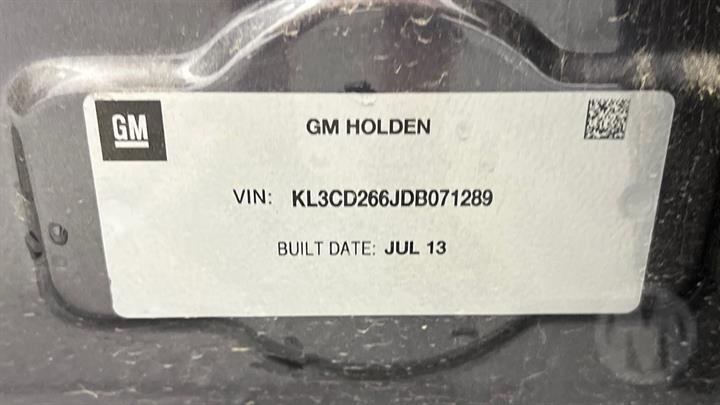 GM
GM HOLDEN
VIN: KL3CD266JDB071289
BUILT DATE: JUL 13
M